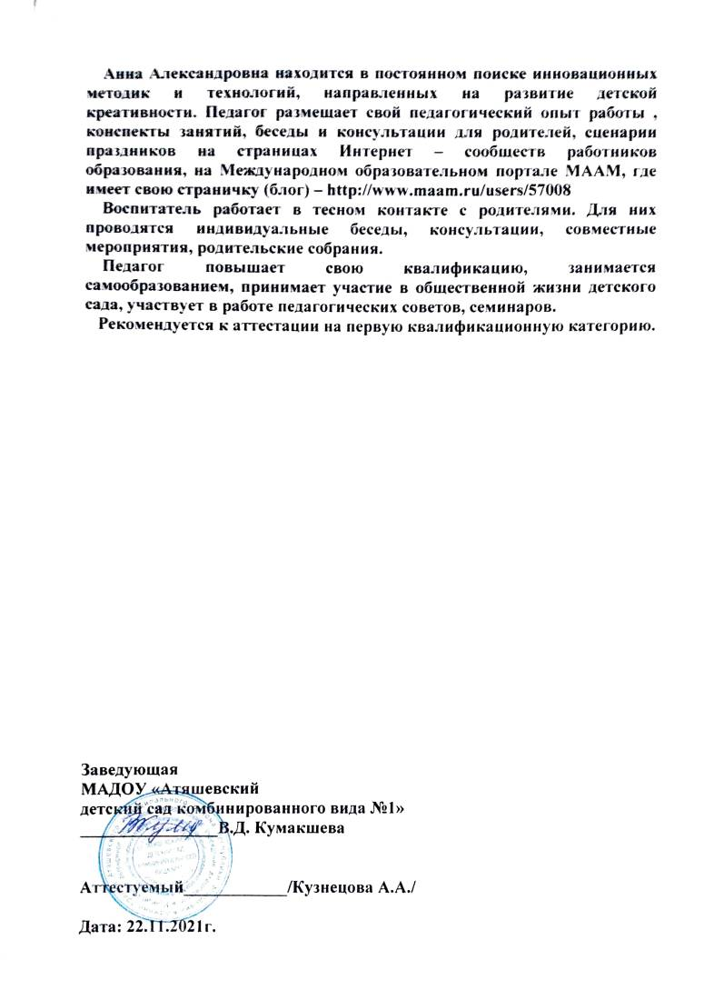 Анна Александровна находится в постоянном поиске инновационных
методик и технологий, направленных на развитие детской
креативности. Педагог размещает свой педагогический опыт работы ,
конспекты занятий, беседы и консультации для родителей, сценарии
праздников на страницах Интернет – сообществ работников
образования, на Международном образовательном портале МААМ, где
имеет свою страничку (блог) – http://www.maam.ru/users/57008
Воспитатель работает в тесном контакте с родителями. Для них
проводятся индивидуальные беседы, консультации, совместные
мероприятия, родительские собрания.
Педагог повышает свою квалификацию, занимается
самообразованием, принимает участие в общественной жизни детского
сада, участвует в работе педагогических советов, семинаров.
Рекомендуется к аттестации на первую квалификационную категорию.
Заведующая
МАДОУ «Атяшевский
детский сад комбинированного вида №1»
________________В.Д. Кумакшева
Аттестуемый____________/Кузнецова А.А./
Дата: 22.11.2021г.